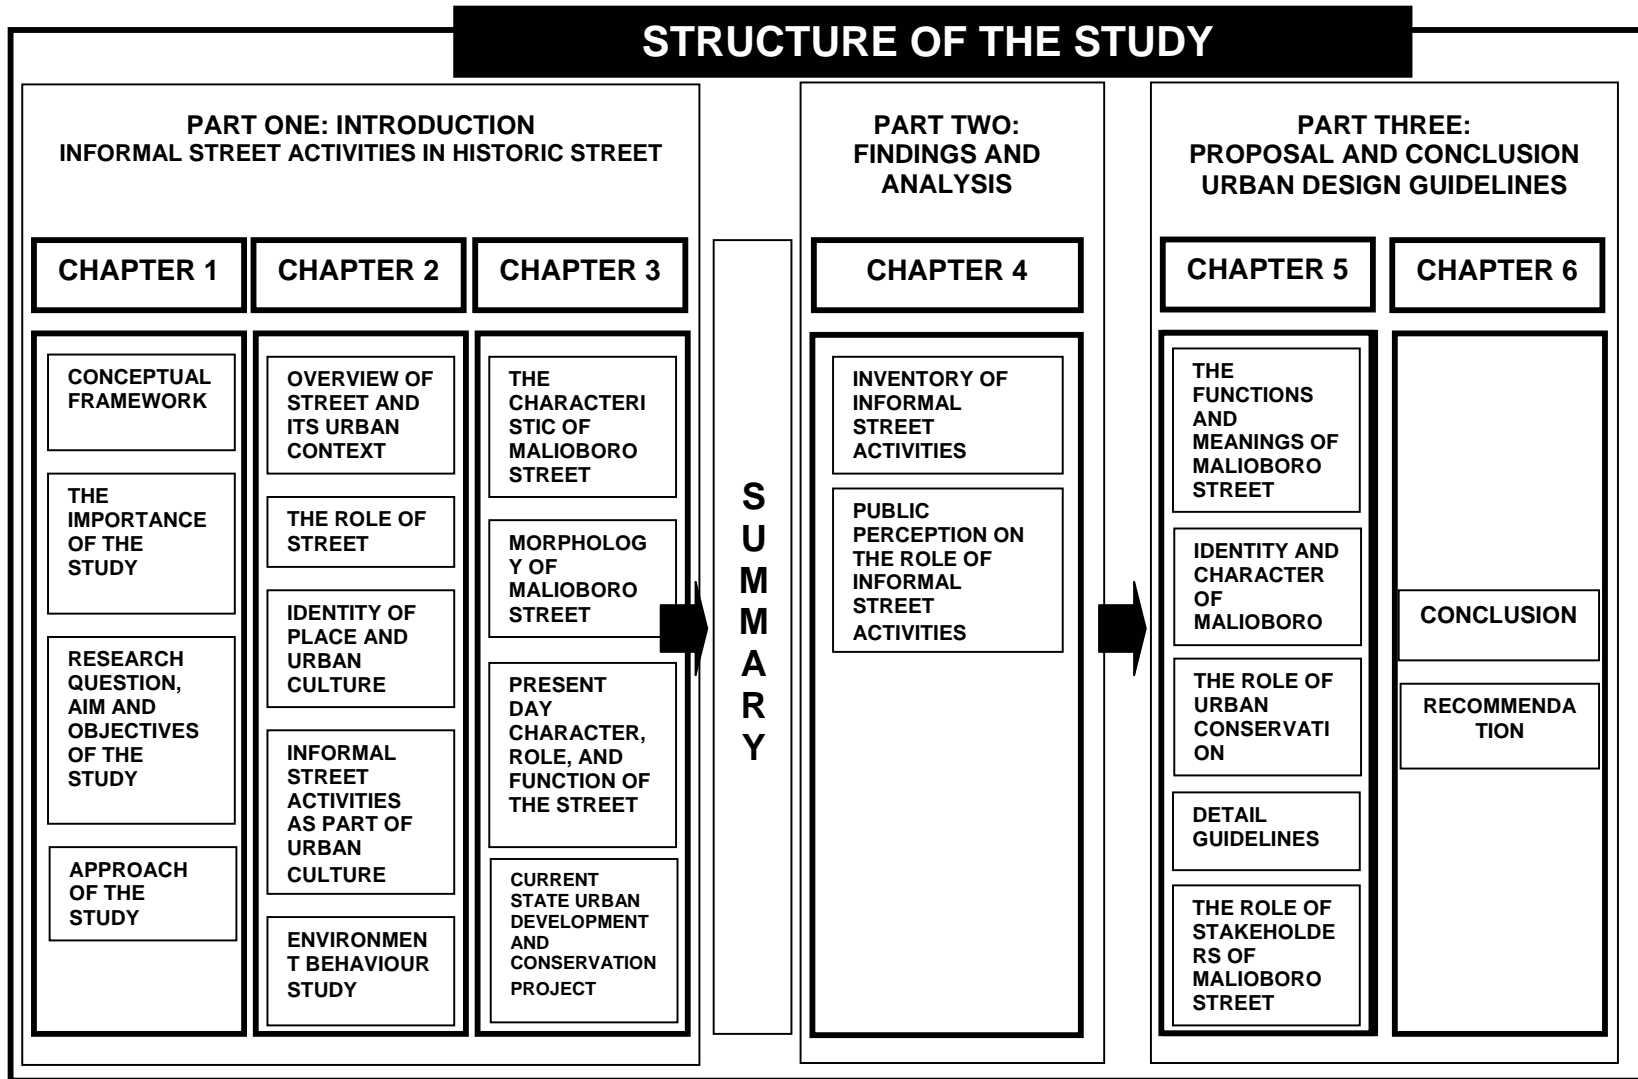 STRUCTURE OF THE STUDY
PART ONE: INTRODUCTION
INFORMAL STREET ACTIVITIES IN HISTORIC STREET
CHAPTER 1
CONCEPTUAL
FRAMEWORK
THE
IMPORTANCE
OF THE
STUDY
RESEARCH
QUESTION,
AIM AND
OBJECTIVES
OF THE
STUDY
APPROACH
OF THE
STUDY
CHAPTER 2
OVERVIEW OF
STREET AND
ITS URBAN
CONTEXT
THE ROLE OF
STREET
IDENTITY OF
PLACE AND
URBAN
CULTURE
INFORMAL
STREET
ACTIVITIES
AS PART OF
URBAN
CULTURE
ENVIRONMEN
T BEHAVIOUR
STUDY
CHAPTER 3
THE
CHARACTERI
STIC OF
MALIOBORO
STREET
MORPHOLOG
Y OF
MALIOBORO
STREET
PRESENT
DAY
CHARACTER,
ROLE, AND
FUNCTION OF
THE STREET
CURRENT
STATE URBAN
DEVELOPMENT
AND
CONSERVATION
PROJECT
S
U
M
M
A
R
Y
PART TWO:
FINDINGS AND
ANALYSIS
CHAPTER 4
INVENTORY OF
INFORMAL
STREET
ACTIVITIES
PUBLIC
PERCEPTION ON
THE ROLE OF
INFORMAL
STREET
ACTIVITIES
PART THREE:
PROPOSAL AND CONCLUSION
URBAN DESIGN GUIDELINES
CHAPTER 5
THE
FUNCTIONS
AND
MEANINGS OF
MALIOBORO
STREET
IDENTITY AND
CHARACTER
OF
MALIOBORO
THE ROLE OF
URBAN
CONSERVATI
ON
DETAIL
GUIDELINES
THE ROLE OF
STAKEHOLDE
RS OF
MALIOBORO
STREET
CHAPTER 6
CONCLUSION
RECOMMENDA
TION